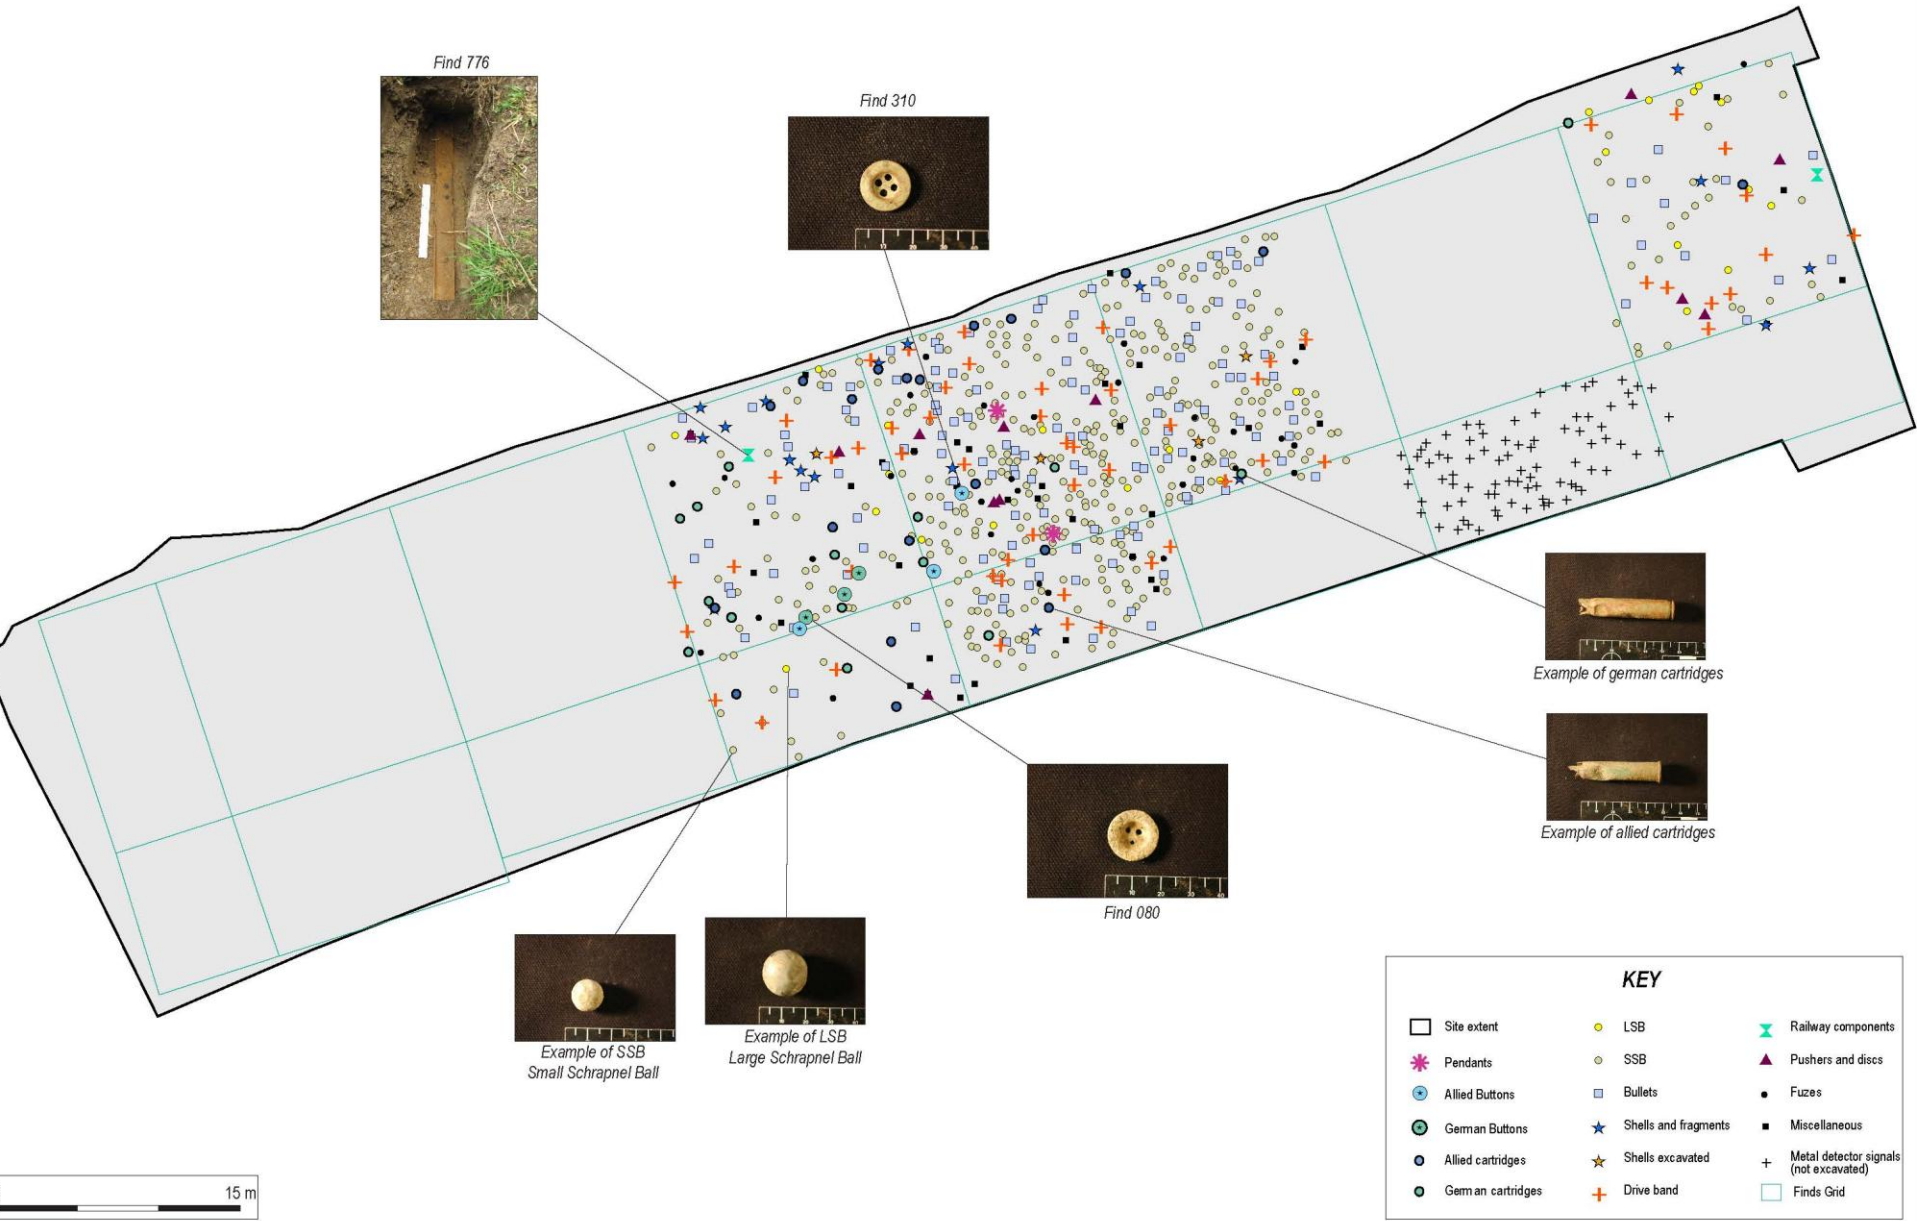 Find 776
Find 310
Example of german cartridges
Example of allied cartridges
Find 080
Example of SSB
Small Schrapnel Ball
Example of LSB
Large Schrapnel Ball
KEY
Site extent
Pendants
Allied Buttons
German Buttons
Allied cartridges
German cartridges
LSB
SSB
Bullets
Shells and fragments
Shells excavated
Drive band
Railway components
Pushers and discs
Fuzes
Miscellaneous
Metal detector signals
(not excavated)
Finds Grid
15 m